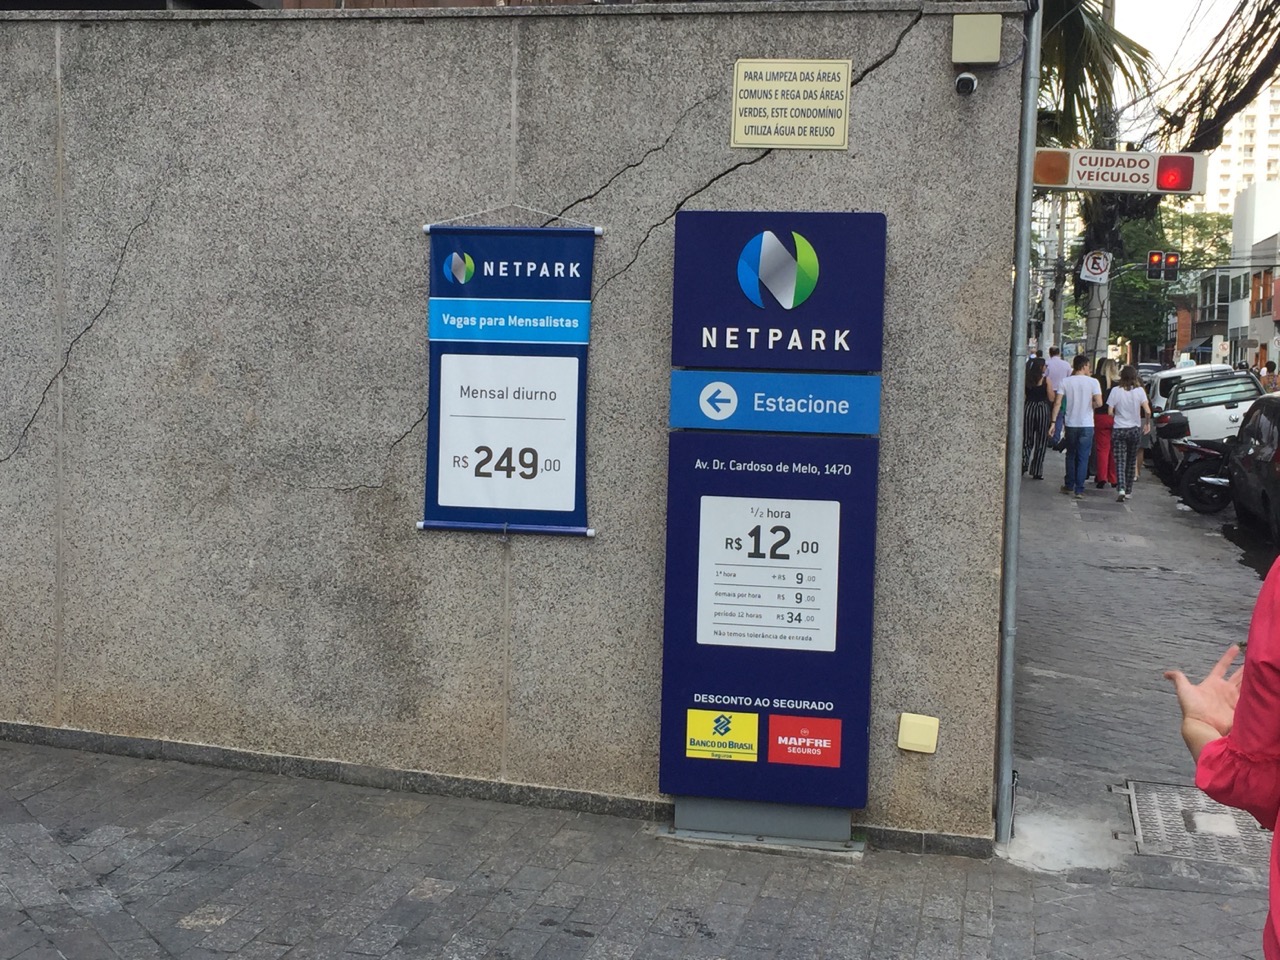 PARA LIMPEZA DAS ÁREAS
COMUNS E REGA DAS ÁREAS
VERDES, ESTE CONDOMÍNIO
UTILIZA ÁGUA DE REUSO
CUIDADO
VEÍCULOS
E
NETPARK
Vagas para Mensalistas
Mensal diurno
R$ 249,00
NETPARK
Estacione
Av. Dr. Cardoso de Melo, 1470
1/2 hora
R$ 12,00
1ª hora + R$ 9,00
demais por hora R$ 9,00
período 12 horas R$ 34,00
Não temos tolerância de entrada
DESCONTO AO SEGURADO
BANCO DO BRASIL
Seguros
MAPFRE
SEGUROS